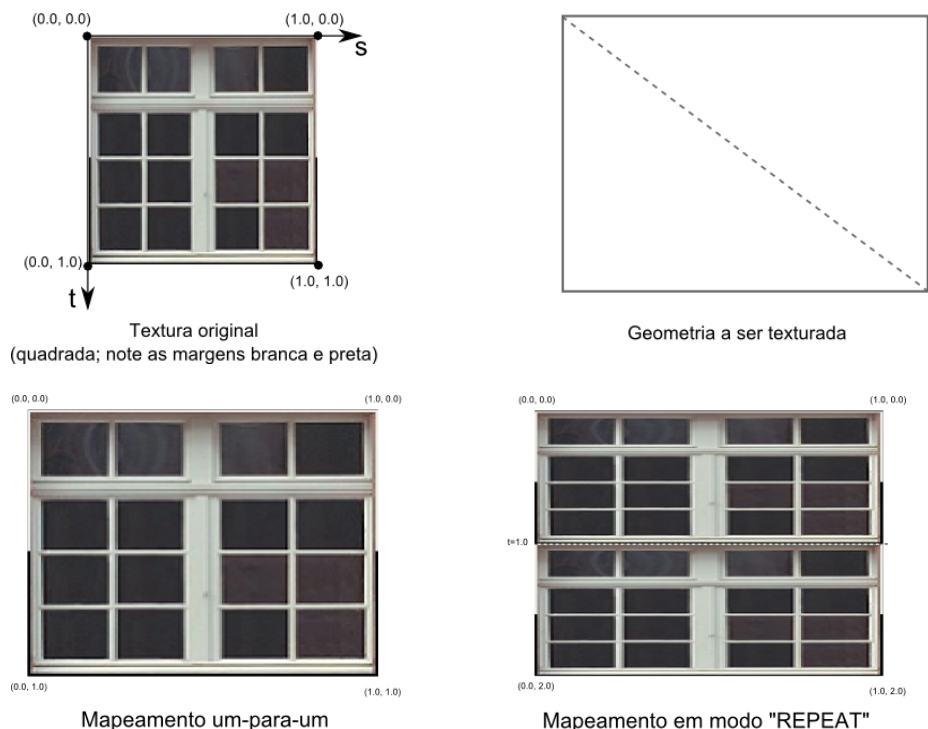 (0.0, 0.0)
(1.0, 0.0)
s
(0.0, 1.0)
(1.0, 1.0)
t
Textura original
(quadrada; note as margens branca e preta)
Geometria a ser texturada
(0.0, 0.0)
(1.0, 0.0)
(0.0, 1.0)
(1.0, 1.0)
Mapeamento um-para-um
(0.0, 0.0)
(1.0, 0.0)
t=1.0
(0.0, 2.0)
(1.0, 2.0)
Mapeamento em modo "REPEAT"